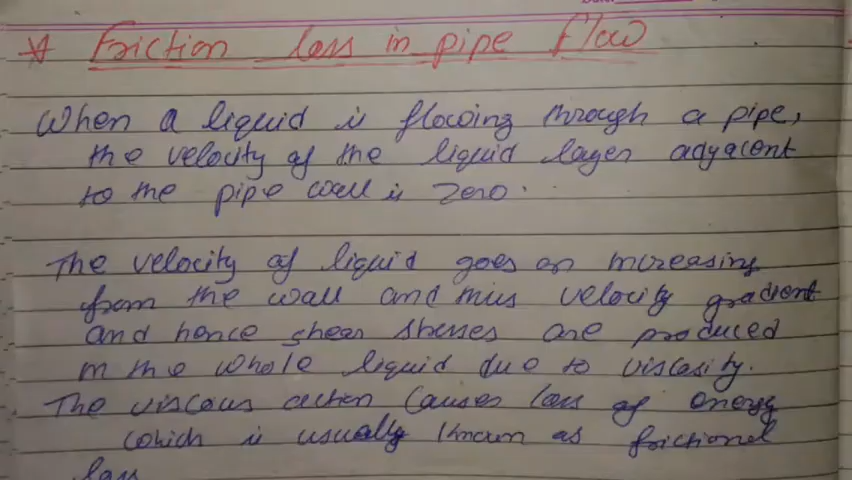 * Friction loss in pipe flow
When a liquid is flowing through a pipe,
the velocity of the liquid layer adyacent
to the pipe wall is zero.
The velocity of liquid goes on increasing
from the wall and thus velocity gradient
and hence shear stresses are produced
in the whole liquid due to viscosity.
The viscous action causes loss of energy
which is usually known as frictional
loss